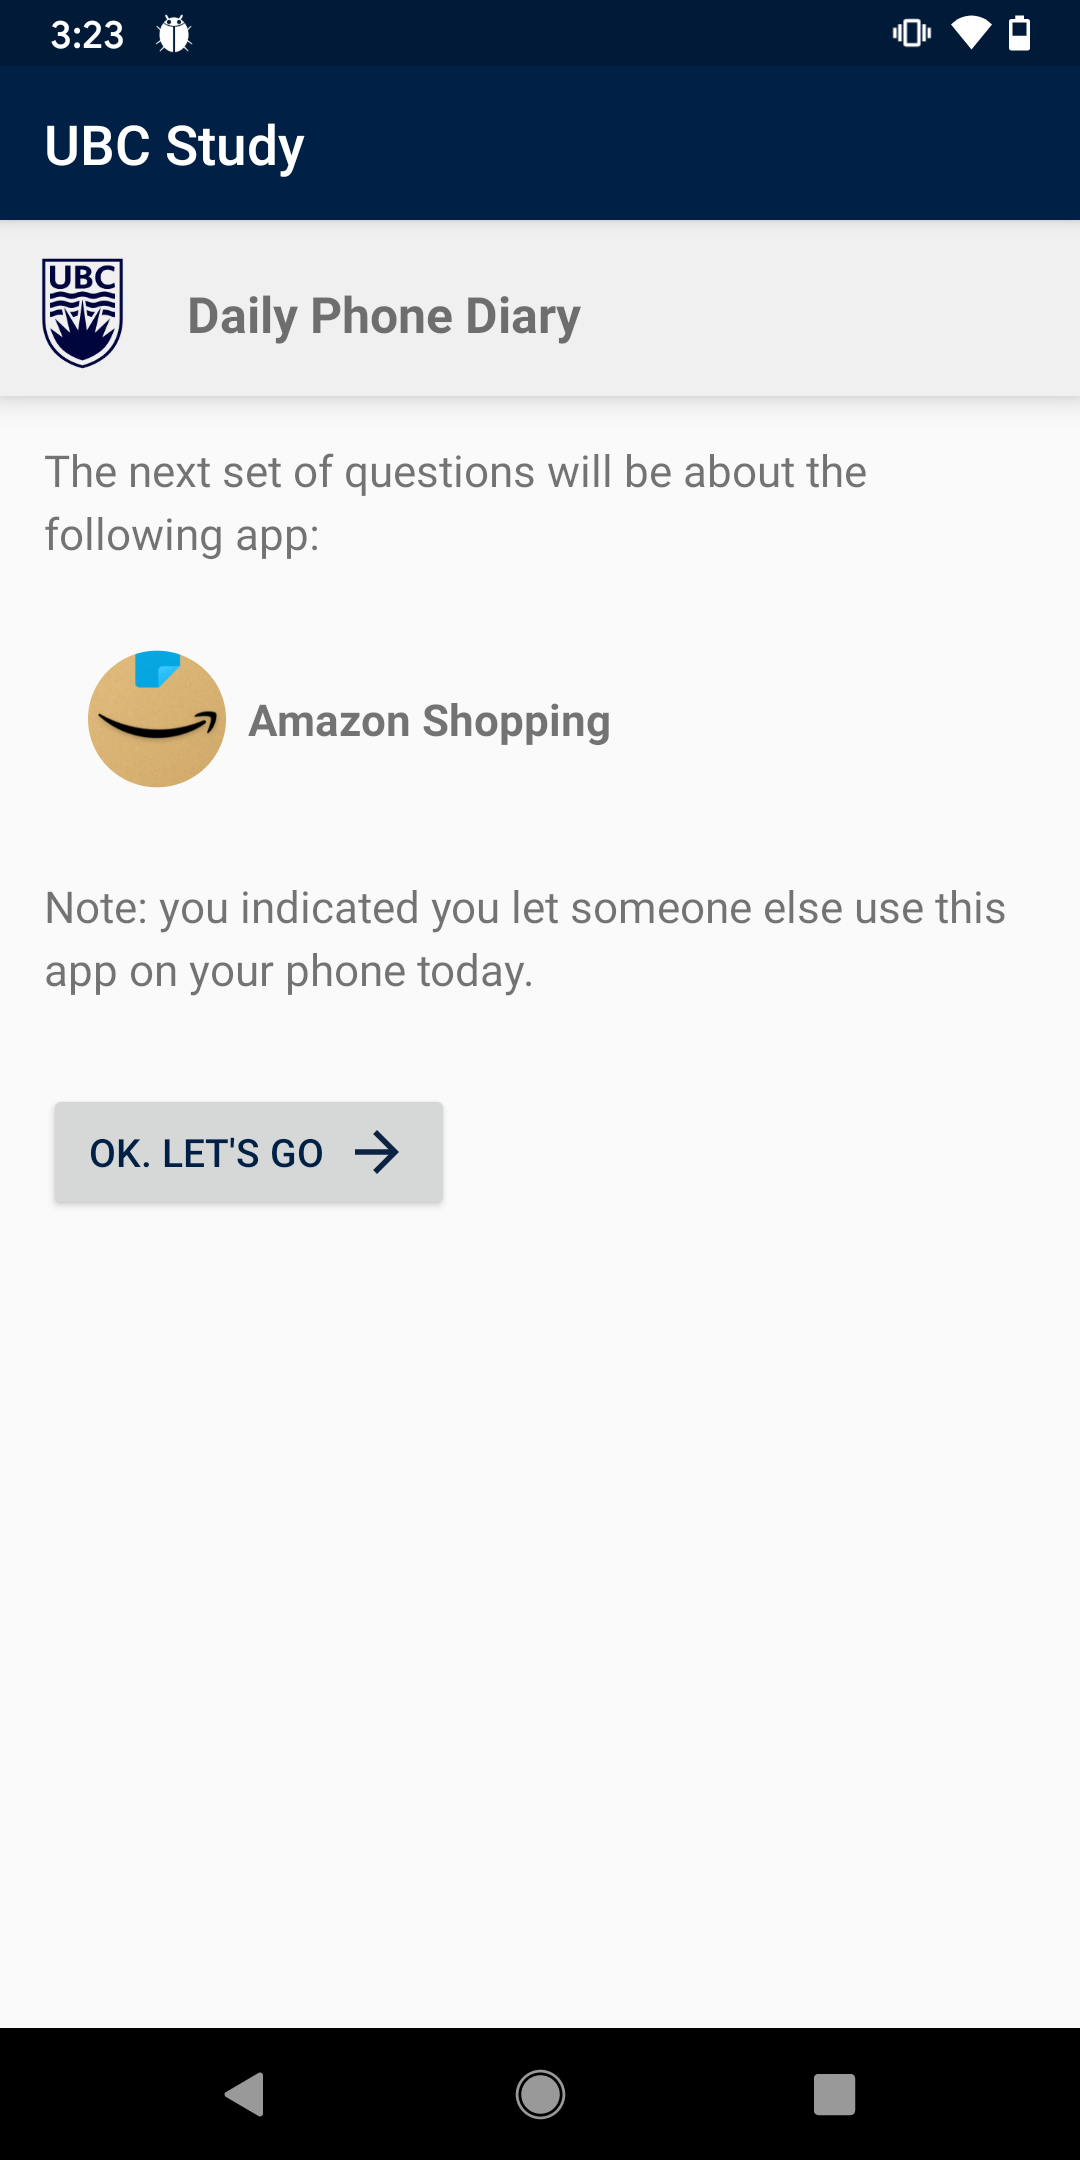 3:23
UBC Study
UBC
Daily Phone Diary
The next set of questions will be about the
following app:
Amazon Shopping
Note: you indicated you let someone else use this
app on your phone today.
OK. LET'S GO